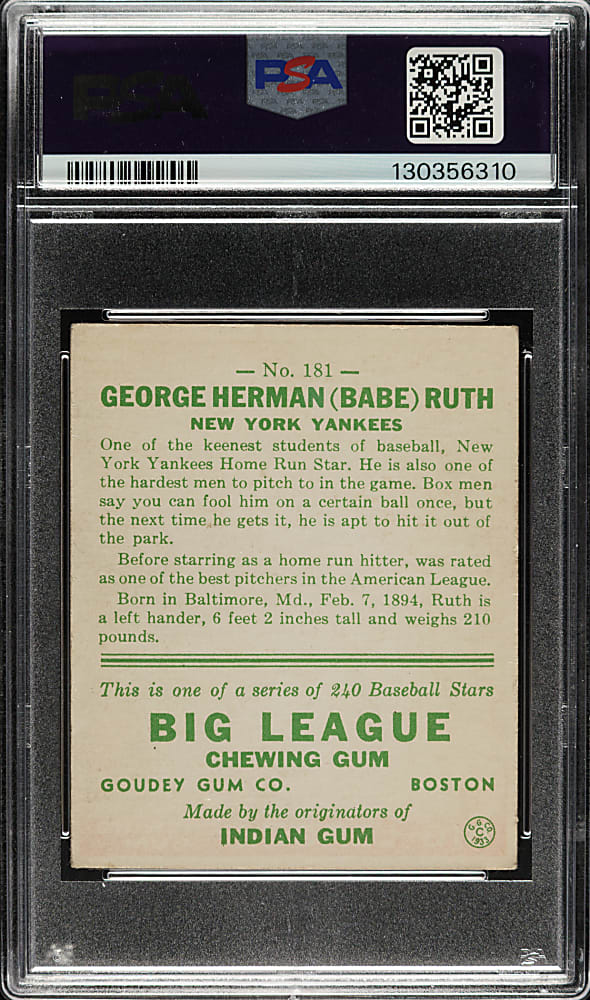 PSA
PSA
130356310
— No. 181 —
GEORGE HERMAN (BABE) RUTH
NEW YORK YANKEES
One of the keenest students of baseball, New
York Yankees Home Run Star. He is also one of
the hardest men to pitch to in the game. Box men
say you can fool him on a certain ball once, but
the next time he gets it, he is apt to hit it out of
the park.
Before starring as a home run hitter, was rated
as one of the best pitchers in the American League.
Born in Baltimore, Md., Feb. 7, 1894, Ruth is
a left hander, 6 feet 2 inches tall and weighs 210
pounds.
This is one of a series of 240 Baseball Stars
BIG LEAGUE
CHEWING GUM
GOUDEY GUM CO. BOSTON
Made by the originators of
INDIAN GUM
G. G. CO.
C
1933